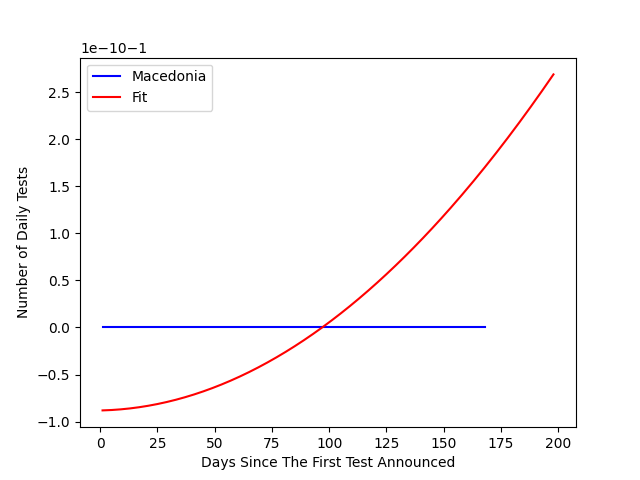 1e−10−1
Macedonia
Fit
2.5
2.0
1.5
1.0
0.5
0.0
−0.5
−1.0
Number of Daily Tests
0 25 50 75 100 125 150 175 200
Days Since The First Test Announced